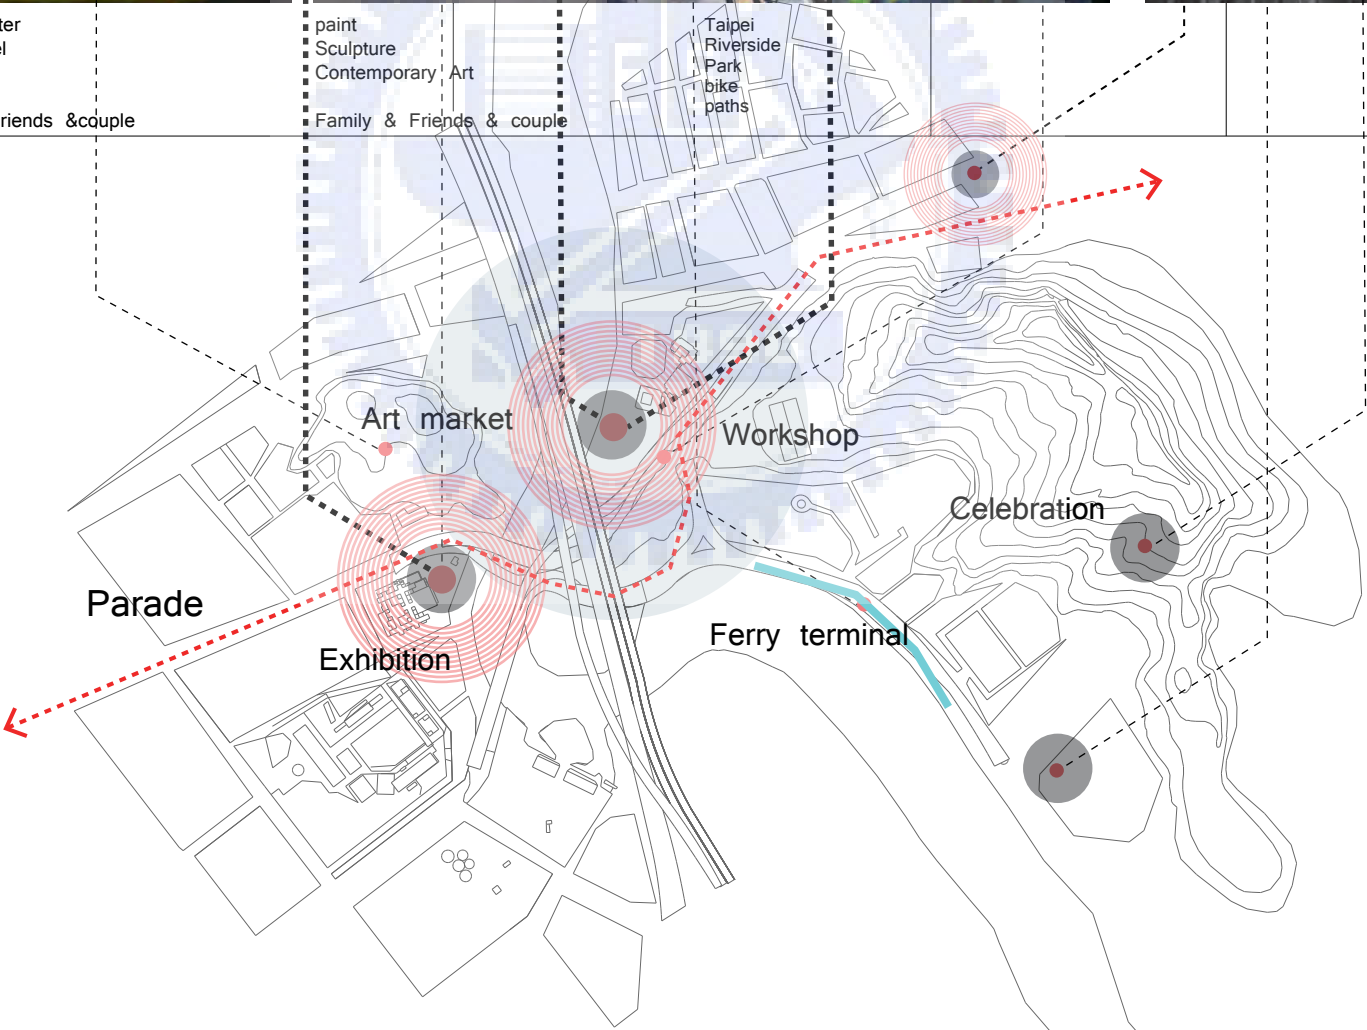 ter
el
riends &couple
paint
Sculpture
Contemporary Art
Family & Friends & couple
Taipei
Riverside
Park
bike
paths
Art market
Workshop
Celebration
Parade
Ferry terminal
Exhibition